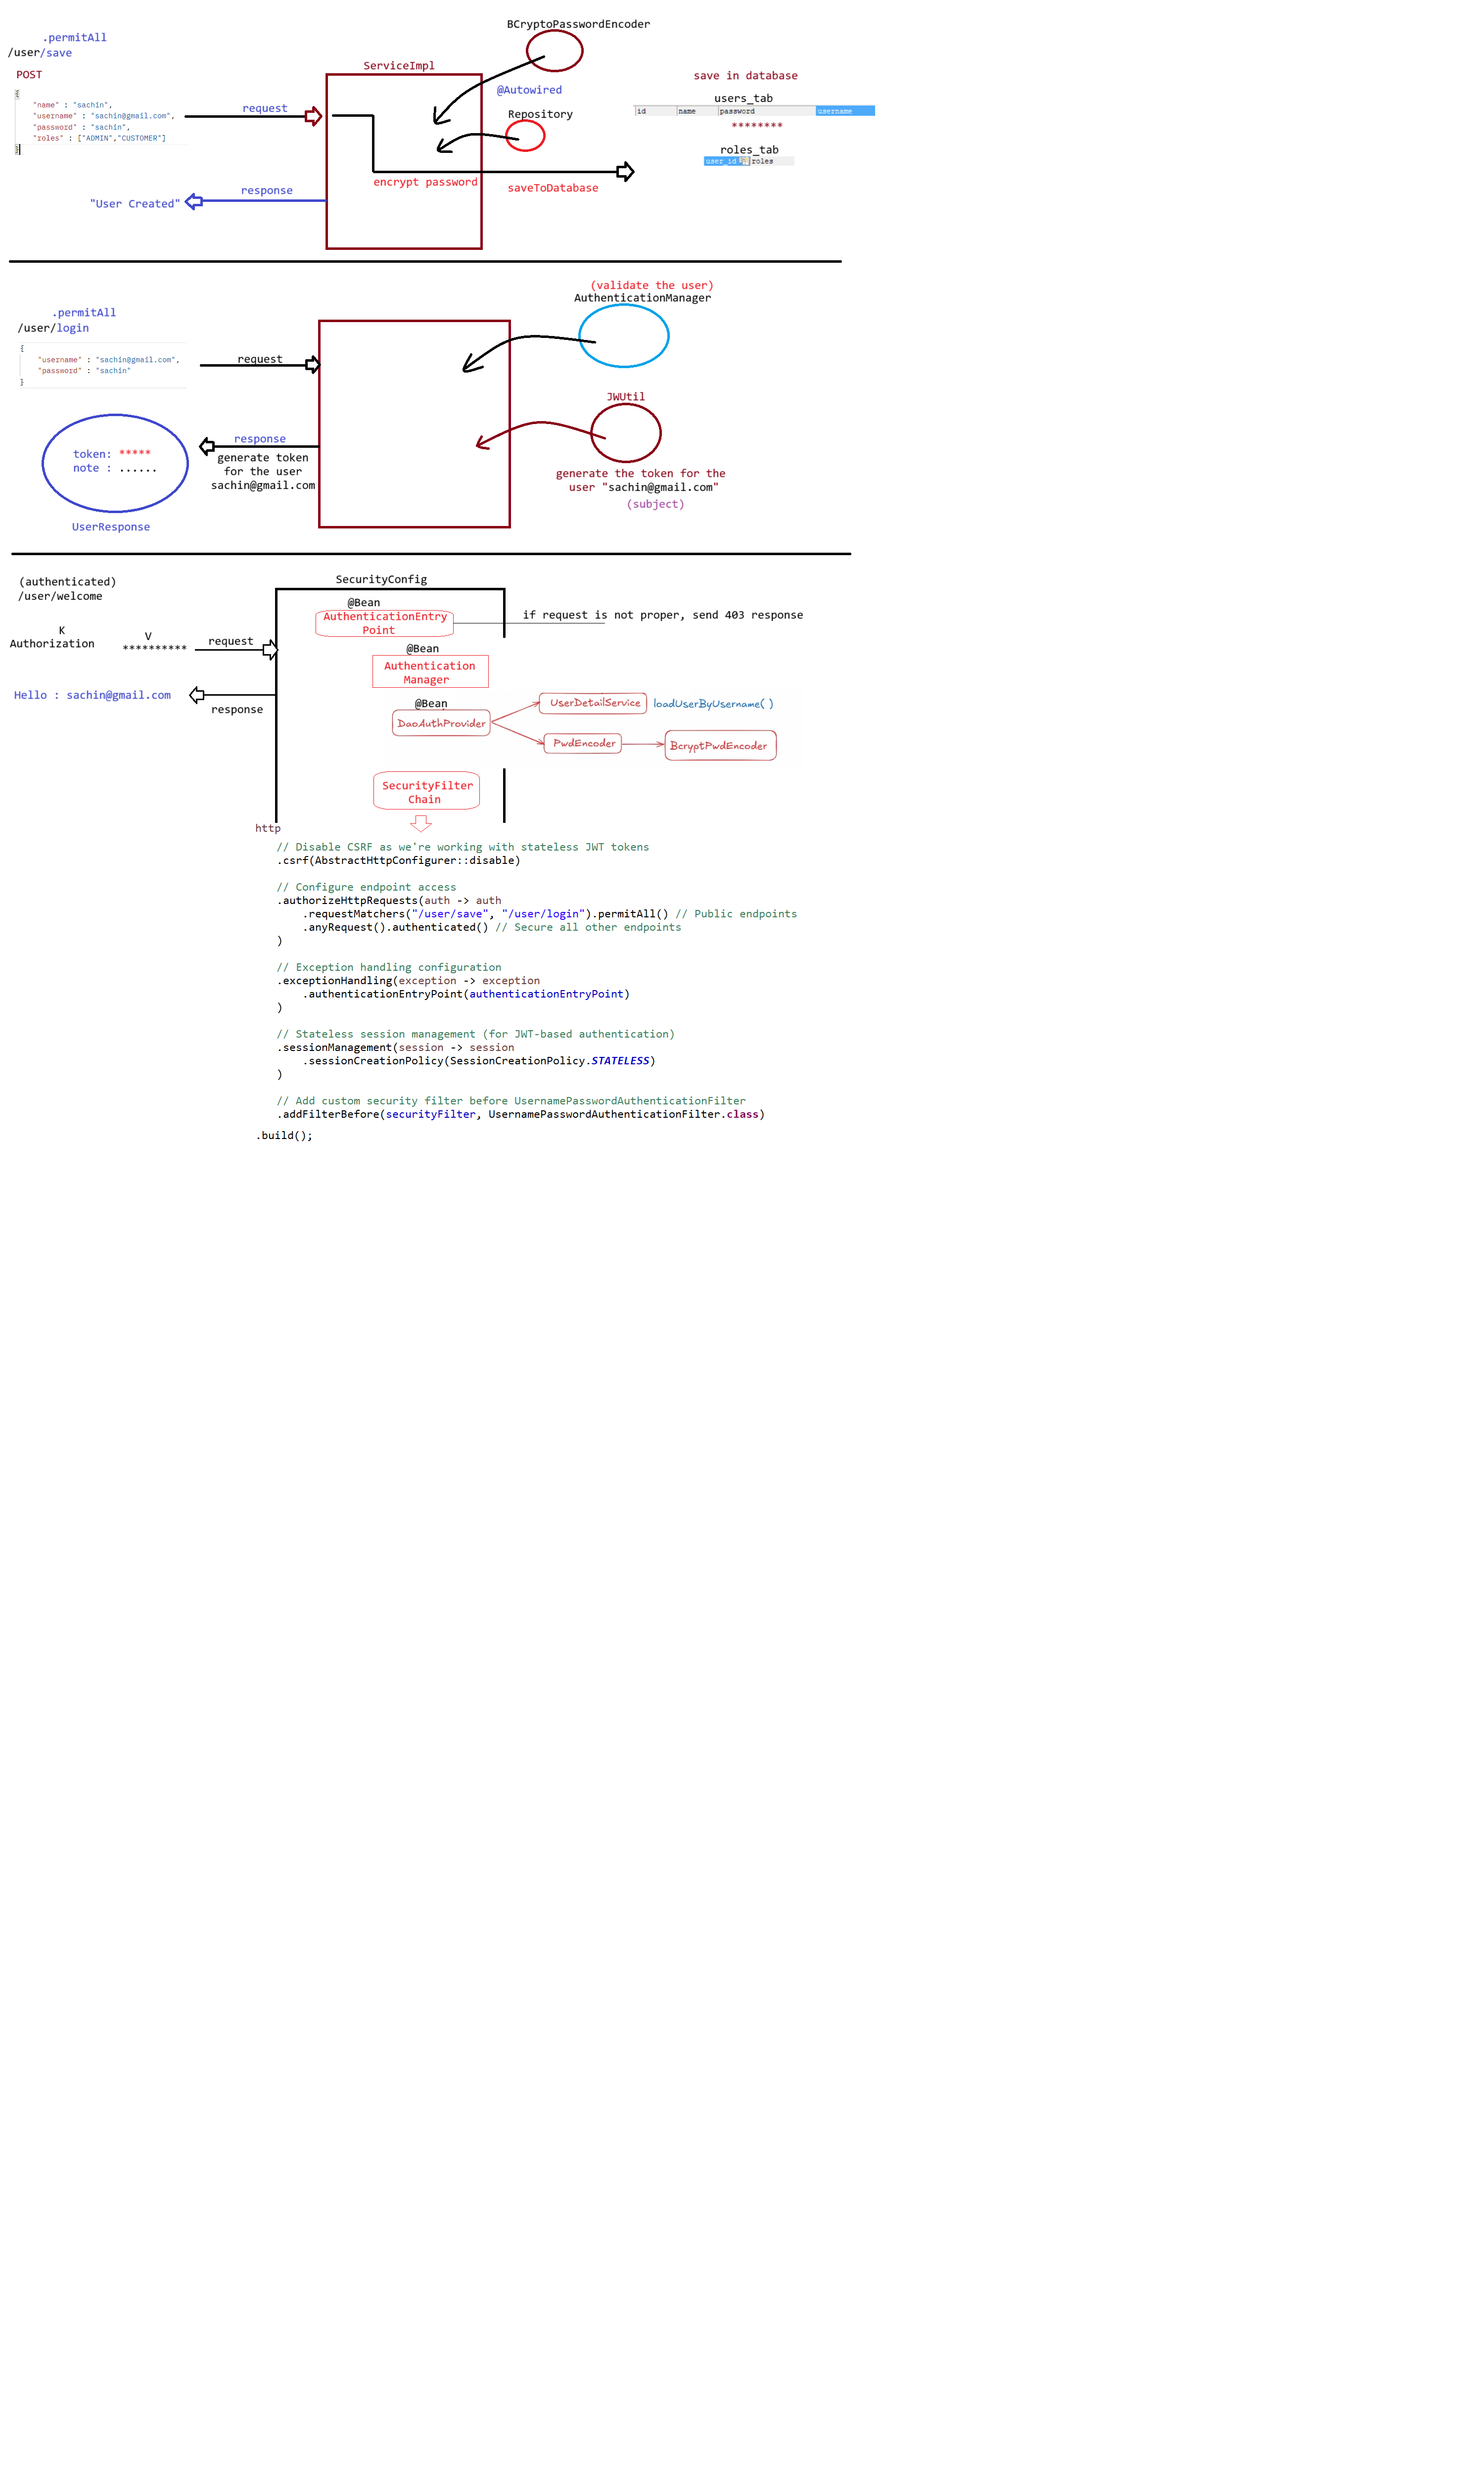 BCryptoPasswordEncoder
.permitAll
/user/save
ServiceImpl
POST
save in database
@Autowired
users_tab
{
"name" : "sachin",
"username" : "sachin@gmail.com",
"password" : "sachin",
"roles" : ["ADMIN","CUSTOMER"]
}
request
Repository
id name password username
********
roles_tab
user_id roles
encrypt password
saveToDatabase
response
"User Created"
(validate the user)
AuthenticationManager
.permitAll
/user/login
{
"username" : "sachin@gmail.com",
"password" : "sachin"
}
request
JWUtil
response
token: *****
note : ......
generate token
for the user
sachin@gmail.com
generate the token for the
user "sachin@gmail.com"
(subject)
UserResponse
(authenticated)
/user/welcome
SecurityConfig
@Bean
AuthenticationEntry
Point
if request is not proper, send 403 response
K
Authorization
V
**********
request
@Bean
Authentication
Manager
Hello : sachin@gmail.com
response
@Bean
DaoAuthProvider
UserDetailService
loadUserByUsername( )
PwdEncoder
BcryptPwdEncoder
SecurityFilter
Chain
http
// Disable CSRF as we're working with stateless JWT tokens
.csrf(AbstractHttpConfigurer::disable)
// Configure endpoint access
.authorizeHttpRequests(auth -> auth
.requestMatchers("/user/save", "/user/login").permitAll() // Public endpoints
.anyRequest().authenticated() // Secure all other endpoints
)
// Exception handling configuration
.exceptionHandling(exception -> exception
.authenticationEntryPoint(authenticationEntryPoint)
)
// Stateless session management (for JWT-based authentication)
.sessionManagement(session -> session
.sessionCreationPolicy(SessionCreationPolicy.STATELESS)
)
// Add custom security filter before UsernamePasswordAuthenticationFilter
.addFilterBefore(securityFilter, UsernamePasswordAuthenticationFilter.class)
.build();